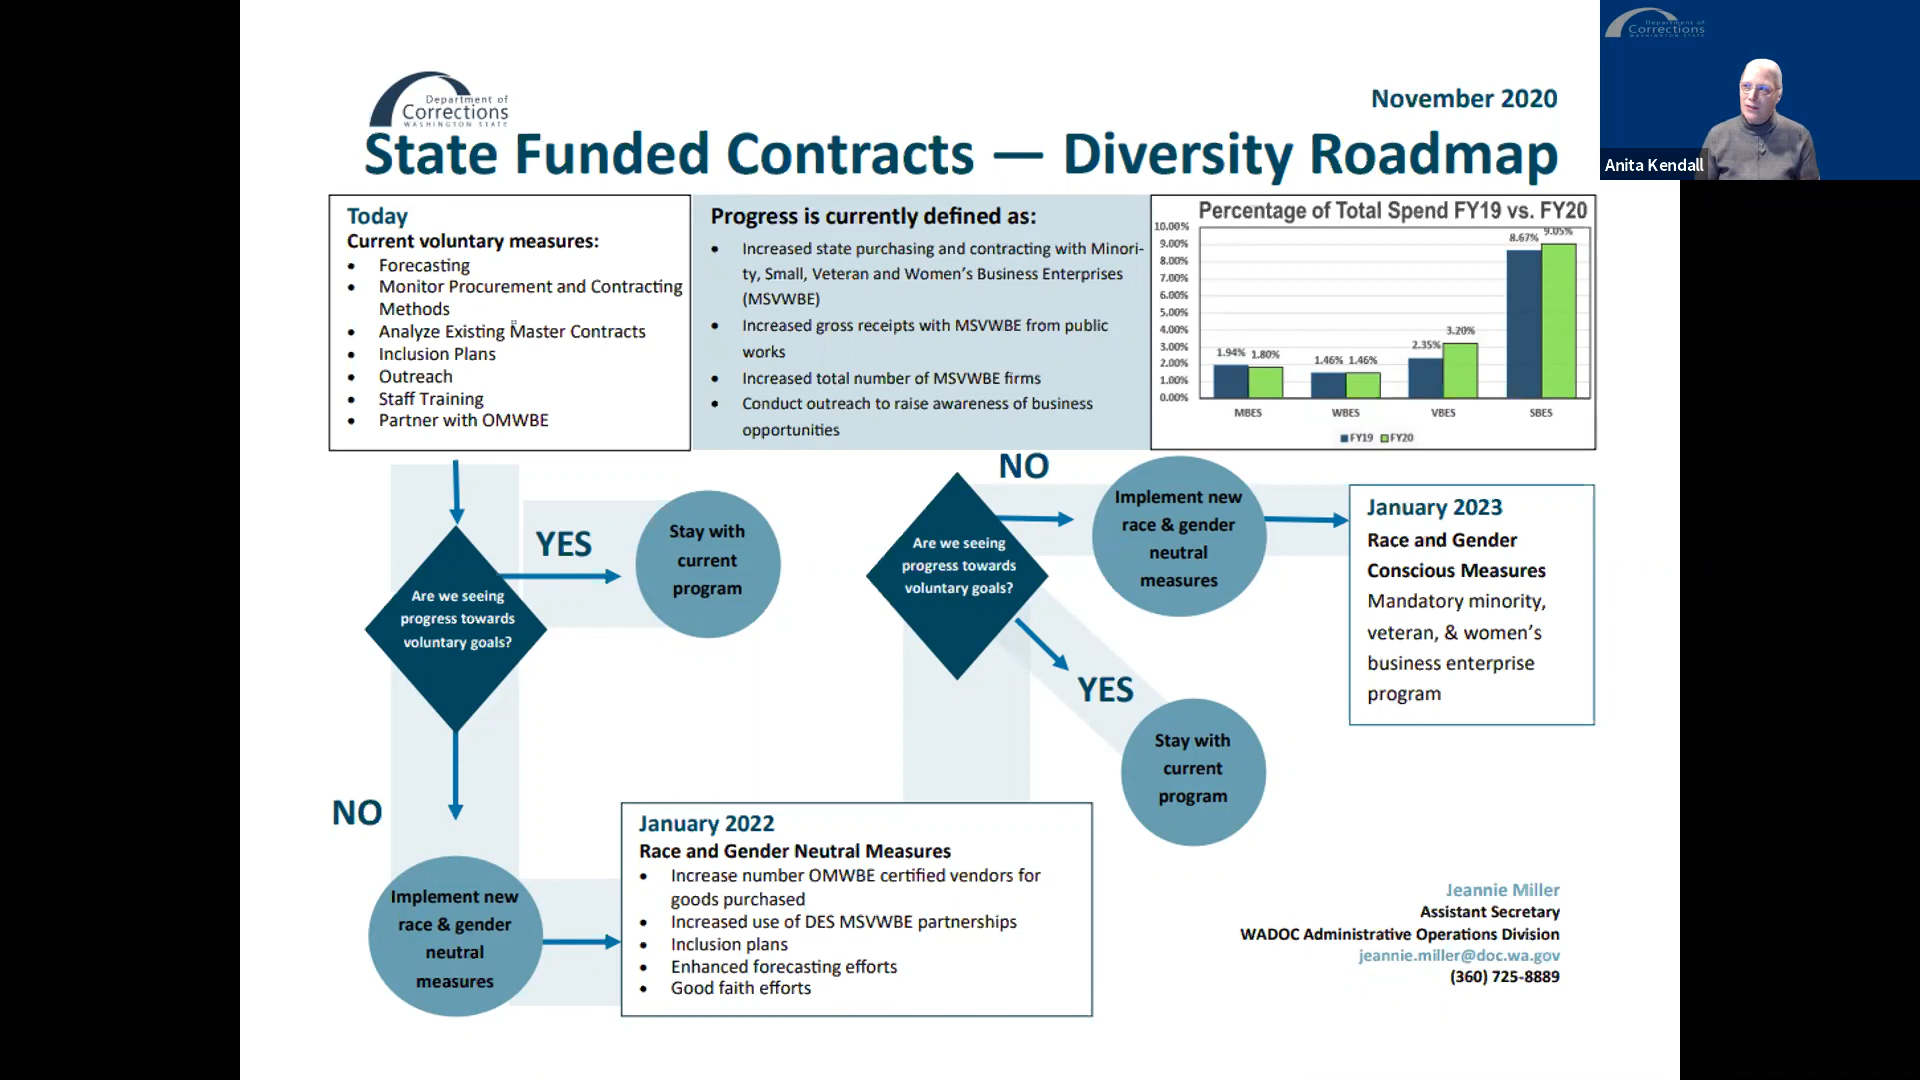 Department of
Corrections
WASHINGTON STATE
November 2020
State Funded Contracts — Diversity Roadmap
Today
Current voluntary measures:
• Forecasting
• Monitor Procurement and Contracting
Methods
• Analyze Existing Master Contracts
• Inclusion Plans
• Outreach
• Staff Training
• Partner with OMWBE
Progress is currently defined as:
• Increased state purchasing and contracting with Minori-
ty, Small, Veteran and Women's Business Enterprises
(MSVWBE)
• Increased gross receipts with MSVWBE from public
works
• Increased total number of MSVWBE firms
• Conduct outreach to raise awareness of business
opportunities
Percentage of Total Spend FY19 vs. FY20
10.00%
9.00%
8.00%
7.00%
6.00%
5.00%
4.00%
3.00%
2.00%
1.00%
0.00%
1.94% 1.80%
1.46% 1.46%
2.35% 3.20%
8.67% 9.05%
MBES WBES VBES SBES
FY19 FY20
Are we seeing
progress towards
voluntary goals?
YES
Stay with
current
program
NO
Implement new
race & gender
neutral
measures
January 2022
Race and Gender Neutral Measures
• Increase number OMWBE certified vendors for
goods purchased
• Increased use of DES MSVWBE partnerships
• Inclusion plans
• Enhanced forecasting efforts
• Good faith efforts
Are we seeing
progress towards
voluntary goals?
NO
Implement new
race & gender
neutral
measures
YES
Stay with
current
program
January 2023
Race and Gender
Conscious Measures
Mandatory minority,
veteran, & women's
business enterprise
program
Jeannie Miller
Assistant Secretary
WADOC Administrative Operations Division
jeannie.miller@doc.wa.gov
(360) 725-8889
Department of
Corrections
WASHINGTON STATE
Anita Kendall